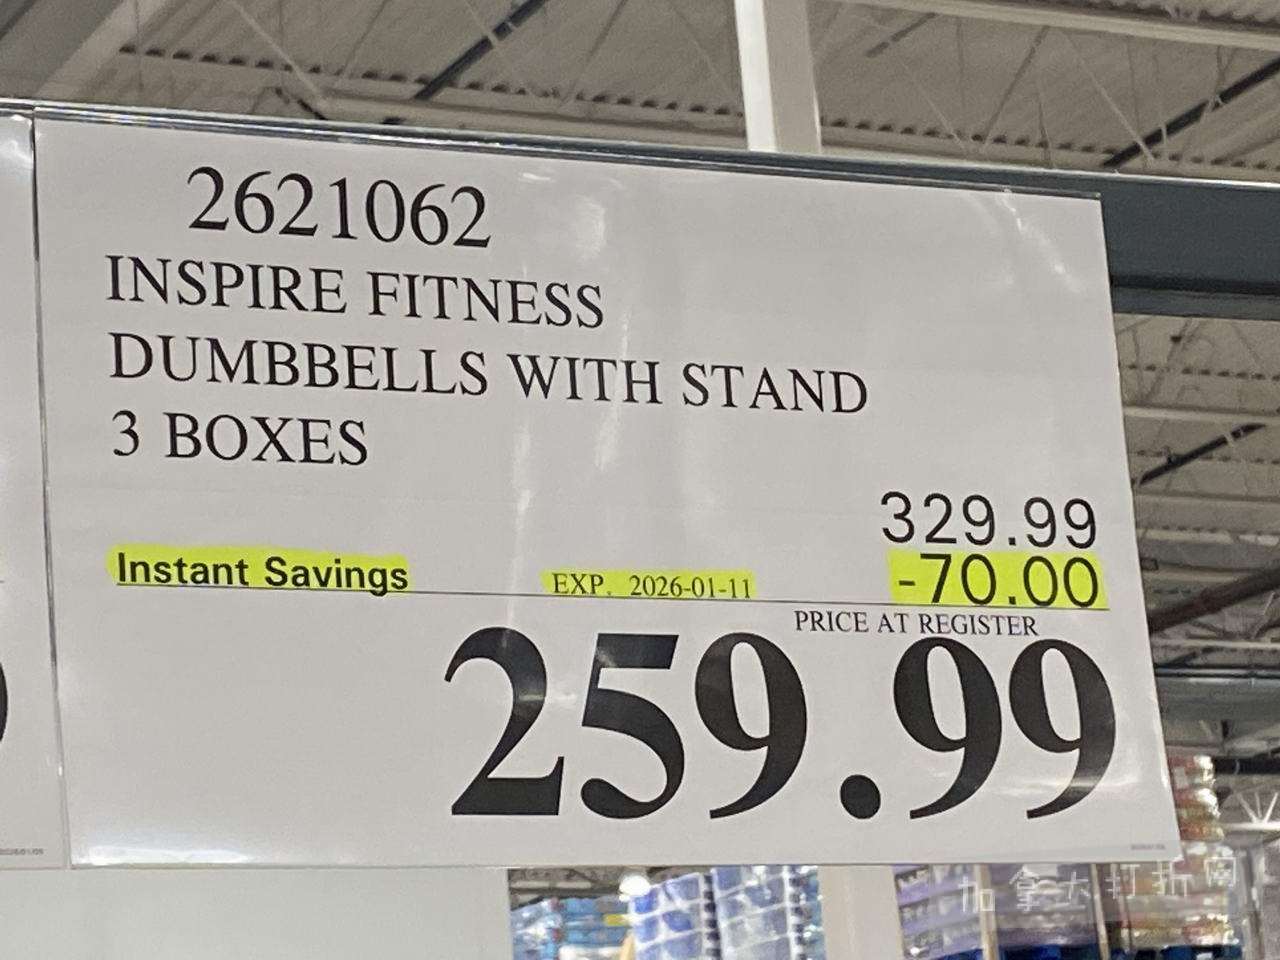 2621062
INSPIRE FITNESS
DUMBBELLS WITH STAND
3 BOXES
329.99
Instant Savings EXP. 2026-01-11 -70.00
PRICE AT REGISTER
259.99
加拿大打折网